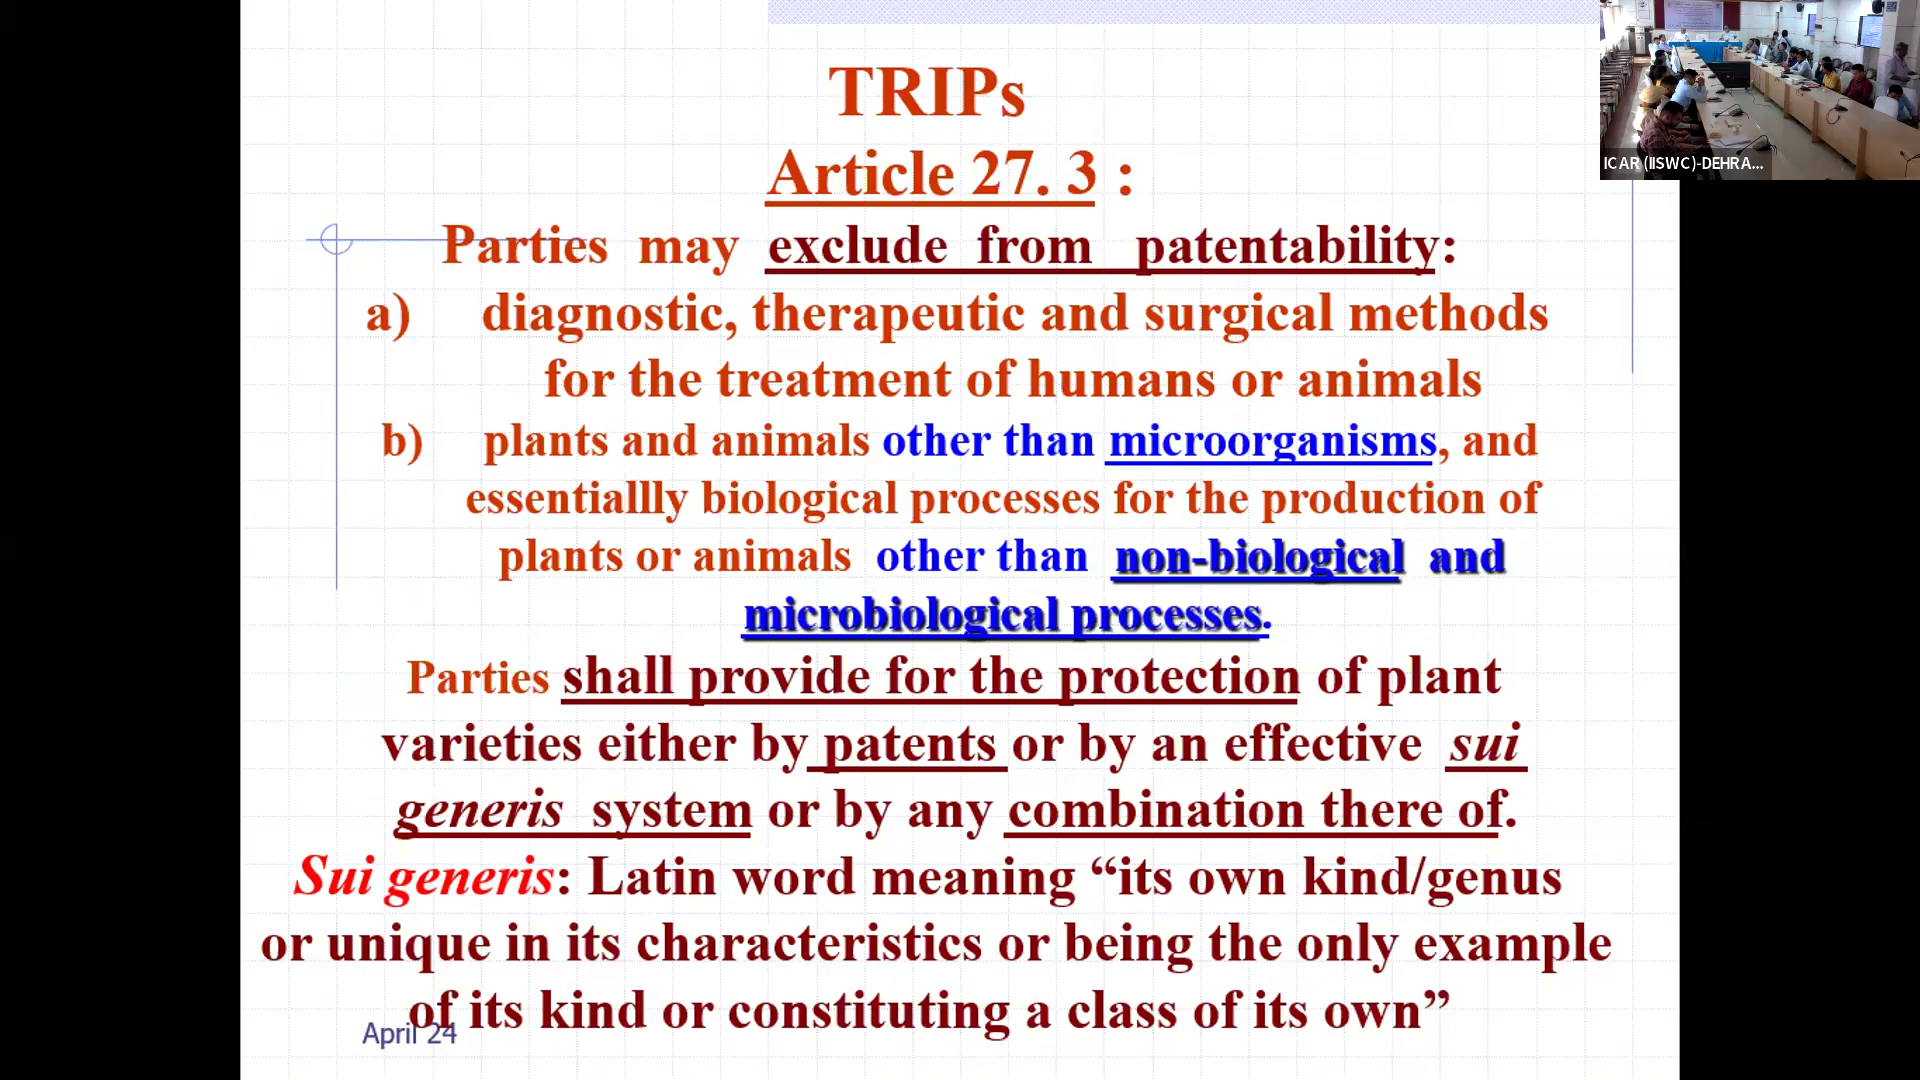 TRIPs
Article 27. 3 :
Parties may exclude from patentability:
a) diagnostic, therapeutic and surgical methods
for the treatment of humans or animals
b) plants and animals other than microorganisms, and
essentiallly biological processes for the production of
plants or animals other than non-biological and
microbiological processes.
Parties shall provide for the protection of plant
varieties either by patents or by an effective sui
generis system or by any combination there of.
Sui generis: Latin word meaning “its own kind/genus
or unique in its characteristics or being the only example
of its kind or constituting a class of its own”
April 24
ICAR (IISWC)-DEHRA...